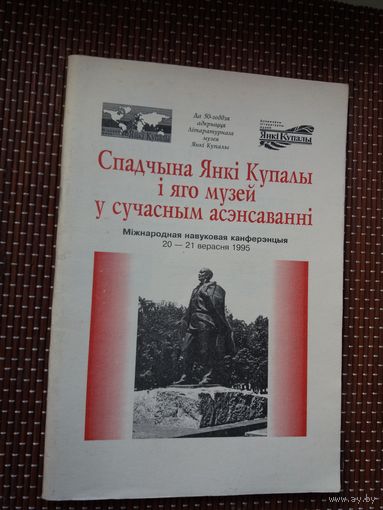 Да 50-годдзя
адкрыцця
Літаратурнага
музея
Янкі Купалы
ЯНКІ КУПАЛЫ
Спадчына Янкі Купалы
і яго музей
у сучасным асэнсаванні
Міжнародная навуковая канферэнцыя
20 — 21 верасня 1995
www.ay.by